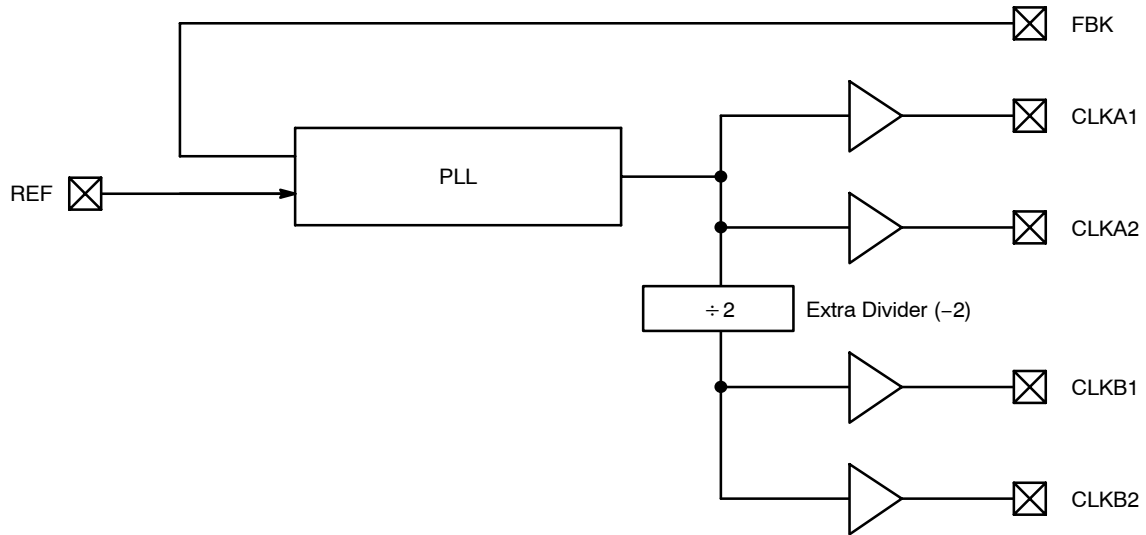 FBK
CLKA1
PLL
REF
CLKA2
÷2
Extra Divider (−2)
CLKB1
CLKB2